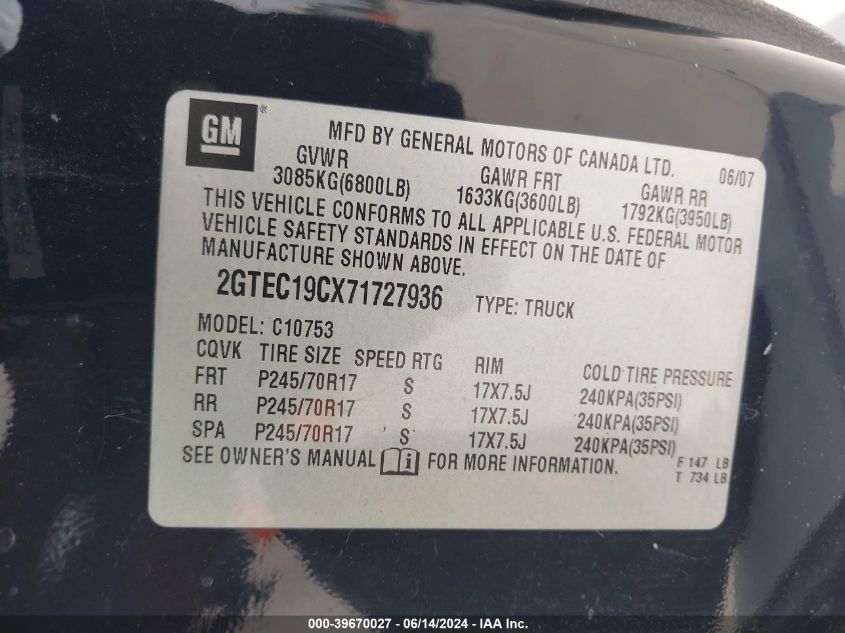 GM ®
MFD BY GENERAL MOTORS OF CANADA LTD. 06/07
GVWR GAWR FRT GAWR RR
3085KG(6800LB) 1633KG(3600LB) 1792KG(3950LB)
THIS VEHICLE CONFORMS TO ALL APPLICABLE U.S. FEDERAL MOTOR
VEHICLE SAFETY STANDARDS IN EFFECT ON THE DATE OF
MANUFACTURE SHOWN ABOVE.
2GTEC19CX71727936 TYPE: TRUCK
MODEL: C10753
CQVK TIRE SIZE SPEED RTG RIM COLD TIRE PRESSURE
FRT P245/70R17 S 17X7.5J 240KPA(35PSI)
RR P245/70R17 S 17X7.5J 240KPA(35PSI)
SPA P245/70R17 S 17X7.5J 240KPA(35PSI)
SEE OWNER'S MANUAL i FOR MORE INFORMATION. F 147 LB
T 734 LB
000-39670027 - 06/14/2024 - IAA Inc.